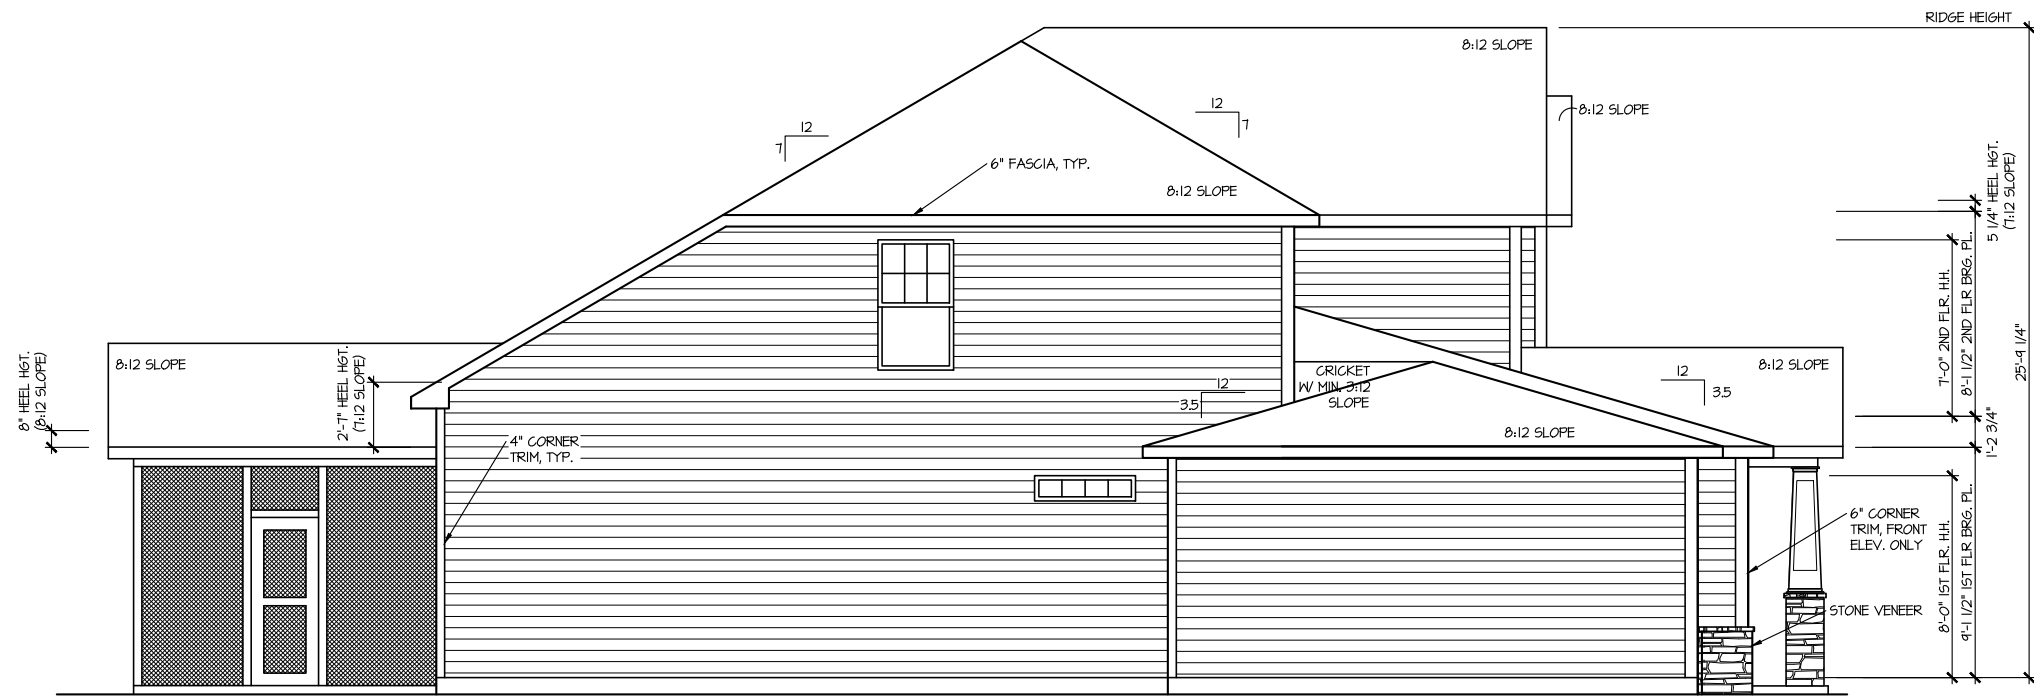 RIDGE HEIGHT
8:12 SLOPE
8:12 SLOPE
12
7
12
7
6" FASCIA, TYP.
8:12 SLOPE
5 1/4" HEEL HGT.
(7:12 SLOPE)
7'-0" 2ND FLR. H.H.
8'-1 1/2" 2ND FLR BRG. PL.
25'-9 1/4"
1'-2 3/4"
8" HEEL HGT.
(8:12 SLOPE)
8:12 SLOPE
2'-7" HEEL HGT.
(7:12 SLOPE)
CRICKET
W/ MIN. 3:12
SLOPE
12
3.5
8:12 SLOPE
12
3.5
8:12 SLOPE
4" CORNER
TRIM, TYP.
6" CORNER
TRIM, FRONT
ELEV. ONLY
8'-0" 1ST FLR. H.H.
9'-1 1/2" 1ST FLR BRG. PL.
STONE VENEER